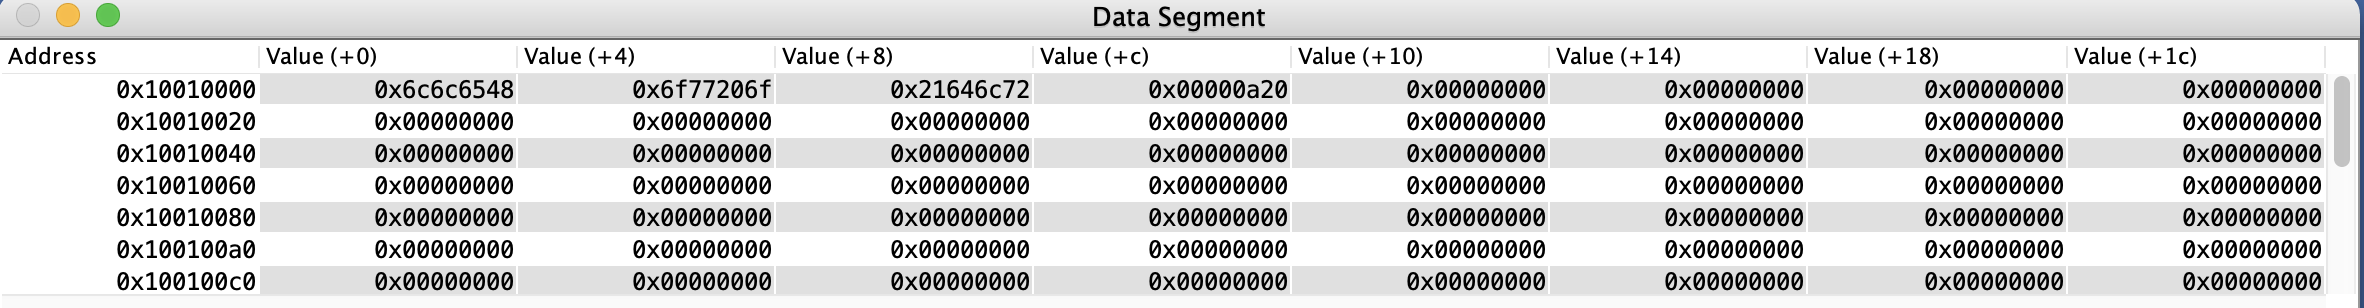 Data Segment
Address Value (+0) Value (+4) Value (+8) Value (+c) Value (+10) Value (+14) Value (+18) Value (+1c)
0x10010000 0x6c6c6548 0x6f77206f 0x21646c72 0x00000a20 0x00000000 0x00000000 0x00000000 0x00000000
0x10010020 0x00000000 0x00000000 0x00000000 0x00000000 0x00000000 0x00000000 0x00000000 0x00000000
0x10010040 0x00000000 0x00000000 0x00000000 0x00000000 0x00000000 0x00000000 0x00000000 0x00000000
0x10010060 0x00000000 0x00000000 0x00000000 0x00000000 0x00000000 0x00000000 0x00000000 0x00000000
0x10010080 0x00000000 0x00000000 0x00000000 0x00000000 0x00000000 0x00000000 0x00000000 0x00000000
0x100100a0 0x00000000 0x00000000 0x00000000 0x00000000 0x00000000 0x00000000 0x00000000 0x00000000
0x100100c0 0x00000000 0x00000000 0x00000000 0x00000000 0x00000000 0x00000000 0x00000000 0x00000000